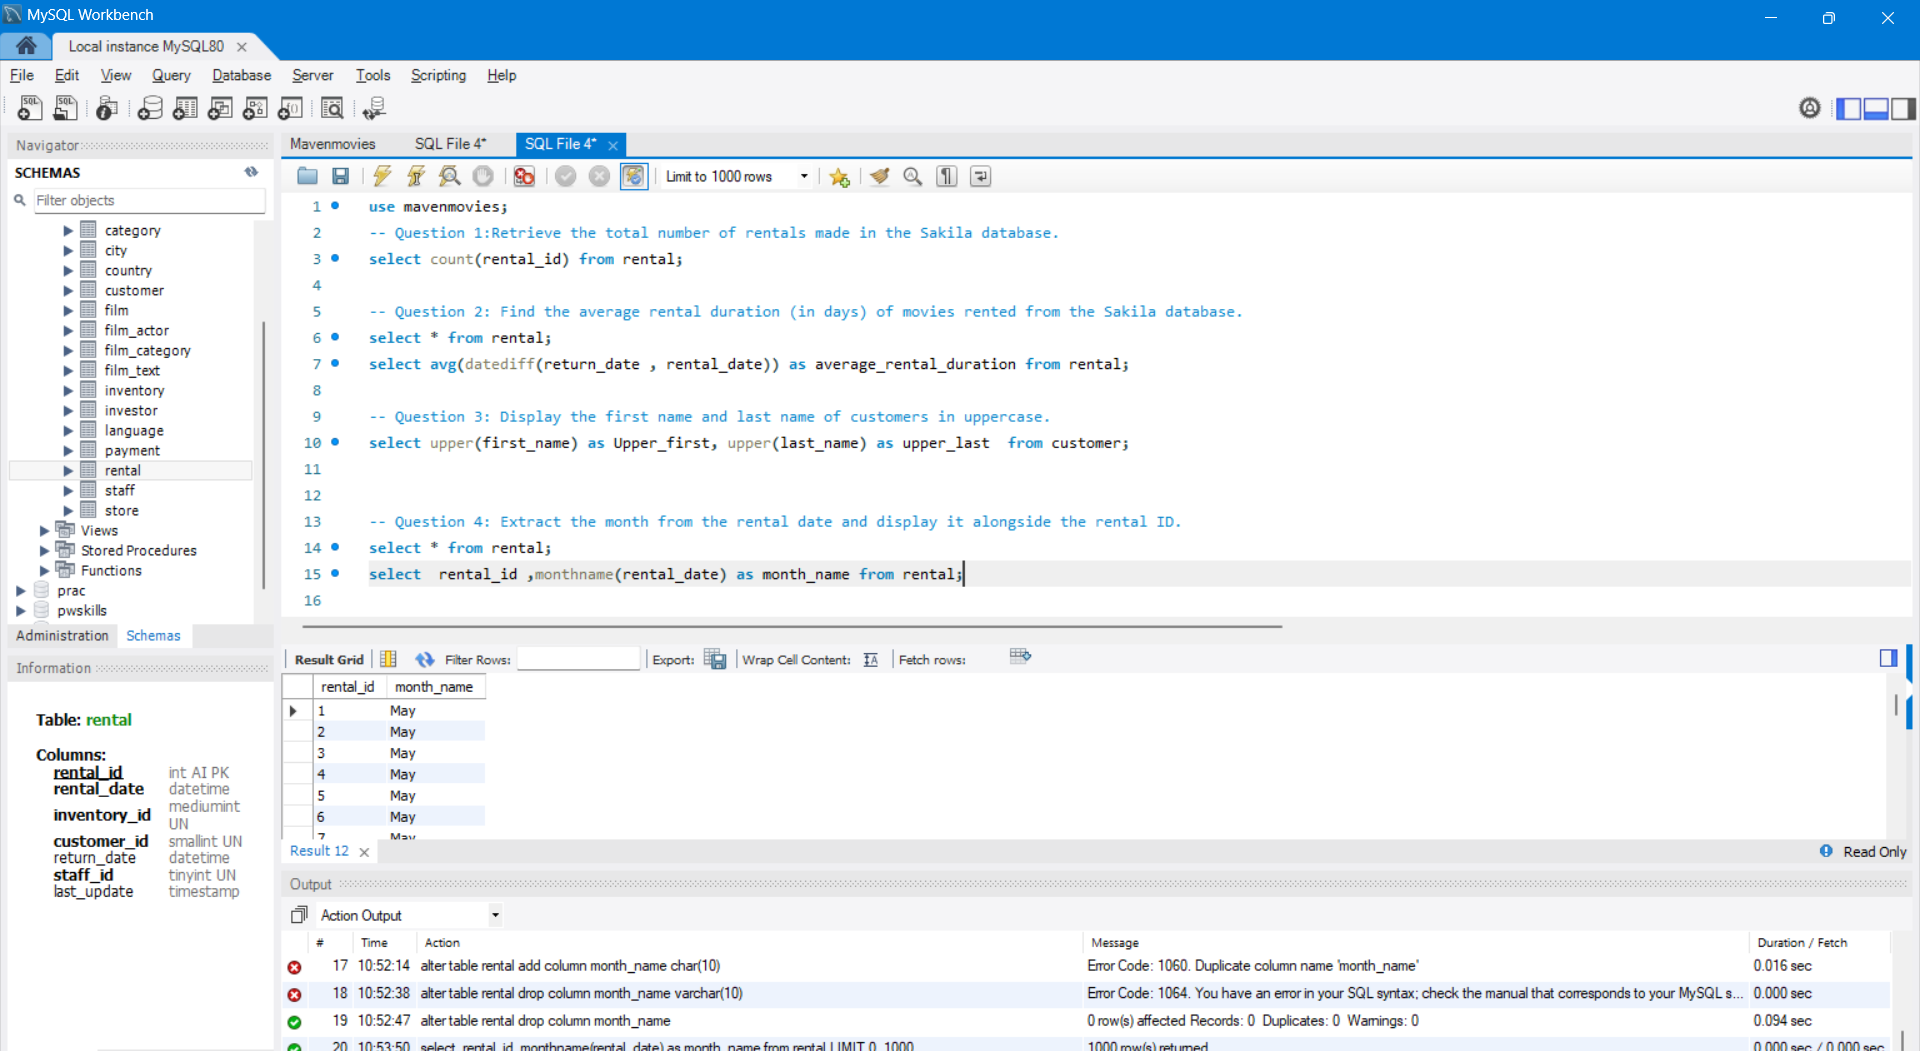 MySQL Workbench
Local instance MySQL80
File Edit View Query Database Server Tools Scripting Help
Navigator
SCHEMAS
Filter objects
category
city
country
customer
film
film_actor
film_category
film_text
inventory
investor
language
payment
rental
staff
store
Views
Stored Procedures
Functions
prac
pwskills
Administration Schemas
Information
Table: rental
Columns:
rental_id int AI PK
rental_date datetime
inventory_id mediumint UN
customer_id smallint UN
return_date datetime
staff_id tinyint UN
last_update timestamp
Mavenmovies SQL File 4* SQL File 4*
Limit to 1000 rows
1 use mavenmovies;
2 -- Question 1:Retrieve the total number of rentals made in the Sakila database.
3 select count(rental_id) from rental;
4
5 -- Question 2: Find the average rental duration (in days) of movies rented from the Sakila database.
6 select * from rental;
7 select avg(datediff(return_date , rental_date)) as average_rental_duration from rental;
8
9 -- Question 3: Display the first name and last name of customers in uppercase.
10 select upper(first_name) as Upper_first, upper(last_name) as upper_last  from customer;
11
12
13 -- Question 4: Extract the month from the rental date and display it alongside the rental ID.
14 select * from rental;
15 select  rental_id ,monthname(rental_date) as month_name from rental;
16
Result Grid Filter Rows: Export: Wrap Cell Content: Fetch rows:
rental_id month_name
1 May
2 May
3 May
4 May
5 May
6 May
7 May
Result 12
Read Only
Output
Action Output
# Time Action Message Duration / Fetch
17 10:52:14 alter table rental add column month_name char(10) Error Code: 1060. Duplicate column name 'month_name' 0.016 sec
18 10:52:38 alter table rental drop column month_name varchar(10) Error Code: 1064. You have an error in your SQL syntax; check the manual that corresponds to your MySQL s... 0.000 sec
19 10:52:47 alter table rental drop column month_name 0 row(s) affected Records: 0  Duplicates: 0  Warnings: 0 0.094 sec
20 10:53:50 select  rental_id ,monthname(rental_date) as month_name from rental LIMIT 0, 1000 1000 row(s) returned 0.000 sec / 0.000 sec